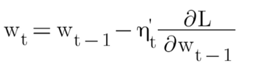 w_t = w_{t-1} − η'_t ∂L/∂w_{t-1}